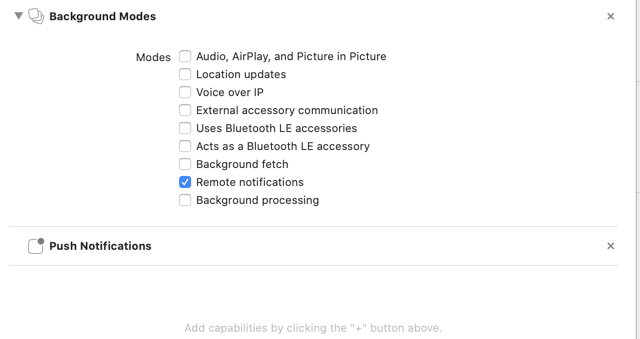 Background Modes
Modes
Audio, AirPlay, and Picture in Picture
Location updates
Voice over IP
External accessory communication
Uses Bluetooth LE accessories
Acts as a Bluetooth LE accessory
Background fetch
Remote notifications
Background processing
Push Notifications
Add capabilities by clicking the "+" button above.